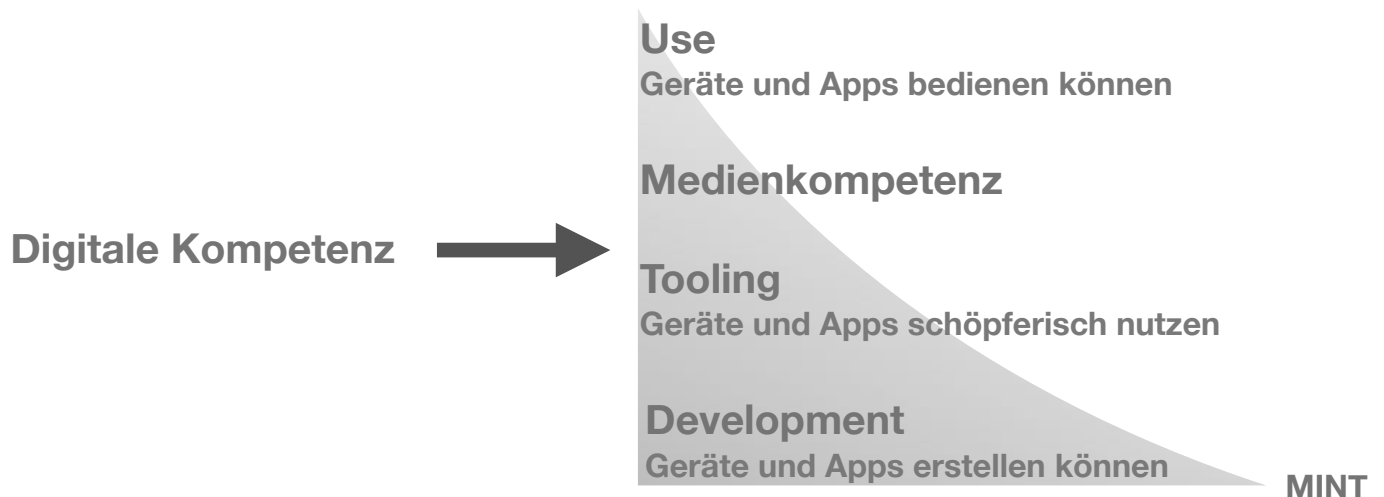 Use
Geräte und Apps bedienen können
Medienkompetenz
Digitale Kompetenz
Tooling
Geräte und Apps schöpferisch nutzen
Development
Geräte und Apps erstellen können
MINT